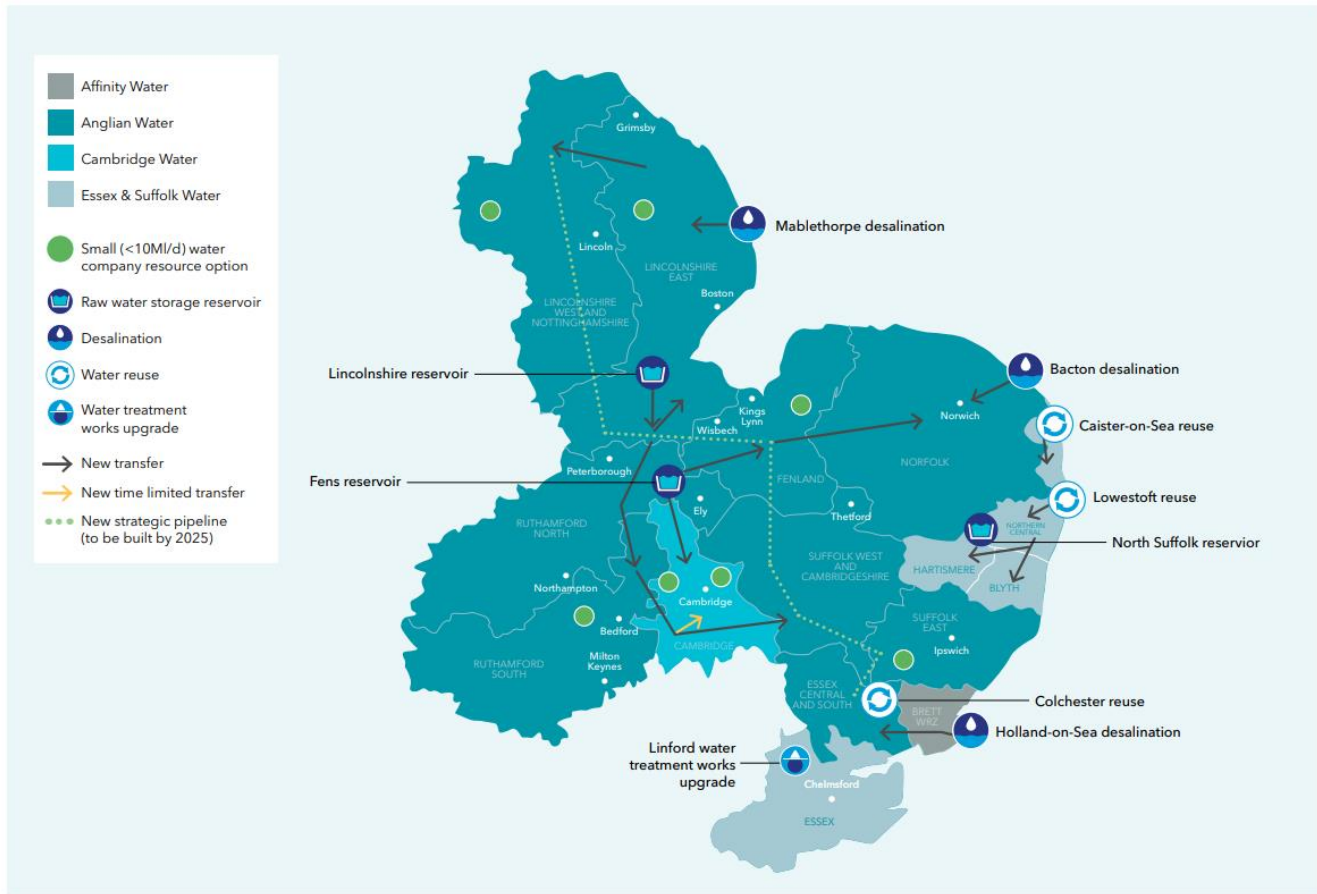 Affinity Water
Anglian Water
Cambridge Water
Essex & Suffolk Water
Small (<10Ml/d) water
company resource option
Raw water storage reservoir
Desalination
Water reuse
Water treatment
works upgrade
New transfer
New time limited transfer
New strategic pipeline
(to be built by 2025)
Grimsby
Mablethorpe desalination
Lincoln
LINCOLNSHIRE
EAST
Boston
LINCOLNSHIRE
WEST AND
NOTTINGHAMSHIRE
Lincolnshire reservoir
Bacton desalination
Kings
Lynn
Wisbech
Norwich
Caister-on-Sea reuse
NORFOLK
Peterborough
Fens reservoir
FENLAND
Ely
Thetford
Lowestoft reuse
RUTHAMFORD
NORTH
NORTHERN
CENTRAL
North Suffolk reservior
SUFFOLK WEST
AND
CAMBRIDGESHIRE
HARTISMERE
BLYTH
Northampton
Cambridge
Bedford
SUFFOLK
EAST
Ipswich
CAMBRIDGE
Milton
Keynes
RUTHAMFORD
SOUTH
ESSEX
CENTRAL
AND SOUTH
Colchester reuse
BRETT
WRZ
Holland-on-Sea desalination
Linford water
treatment works
upgrade
Chelmsford
ESSEX